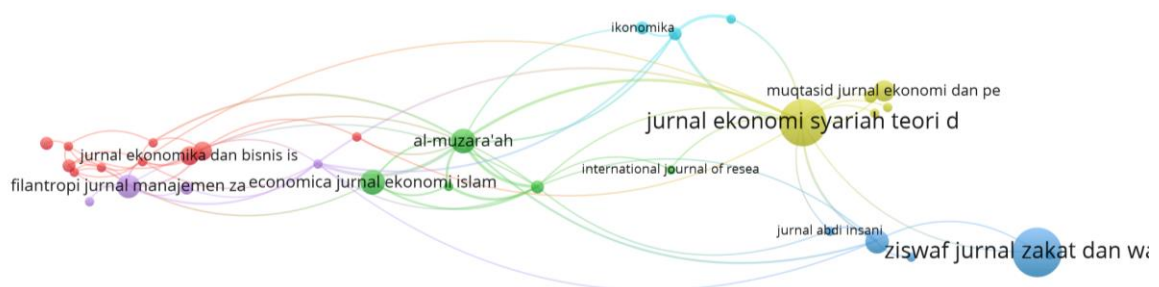 ikonomika
muqtasid jurnal ekonomi dan pe
jurnal ekonomi syariah teori d
al-muzara'ah
jurnal ekonomika dan bisnis is
international journal of resea
filantropi jurnal manajemen za
economica jurnal ekonomi islam
jurnal abdi insani
ziswaf jurnal zakat dan wa